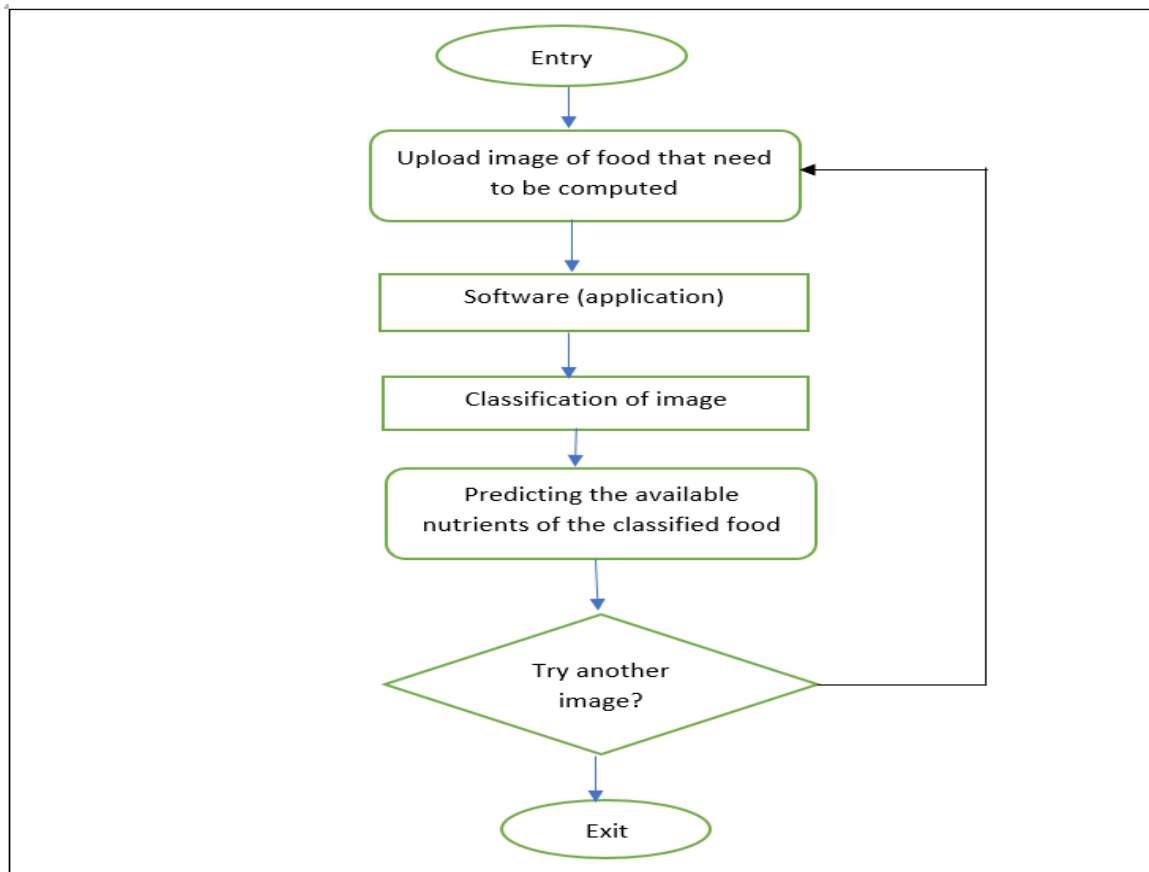 Entry
Upload image of food that need
to be computed
Software (application)
Classification of image
Predicting the available
nutrients of the classified food
Try another
image?
Exit